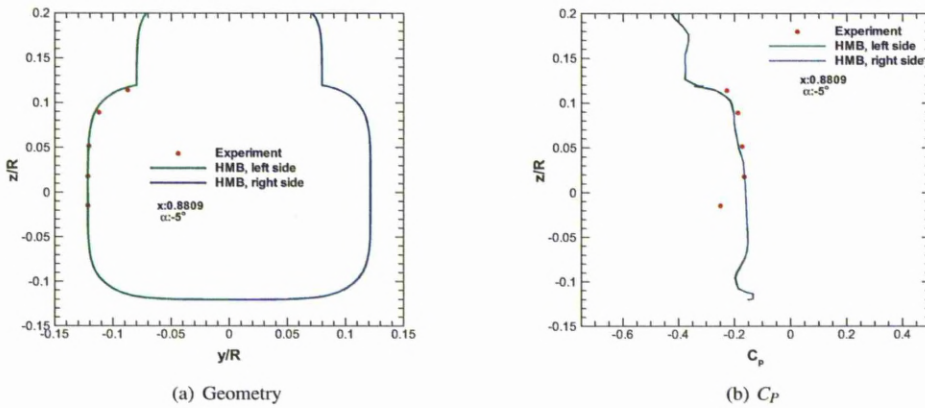 0.2
0.15
0.1
0.05
0
-0.05
-0.1
-0.15
z/R
-0.15 -0.1 -0.05 0 0.05 0.1 0.15
y/R
Experiment
HMB, left side
HMB, right side
x:0.8809
α:-5°
(a) Geometry
0.2
0.15
0.1
0.05
0
-0.05
-0.1
-0.15
z/R
-0.6 -0.4 -0.2 0 0.2 0.4
CP
Experiment
HMB, left side
HMB, right side
x:0.8809
α:-5°
(b) CP